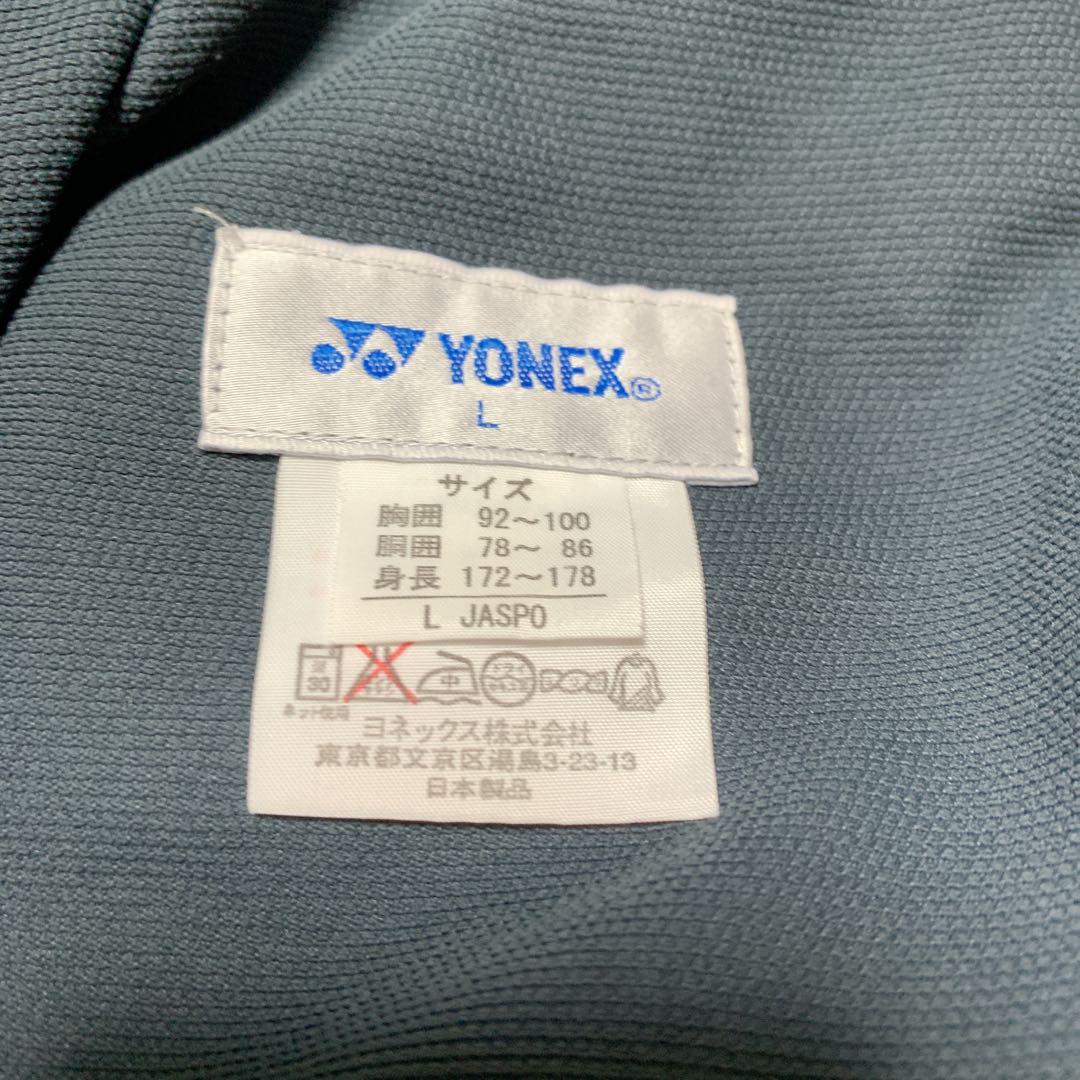 YONEX®
L
サイズ
胸囲 92～100
胴囲 78～ 86
身長 172～178
L JASPO
30
中
ネット使用
ヨネックス株式会社
東京都文京区湯島3-23-13
日本製品